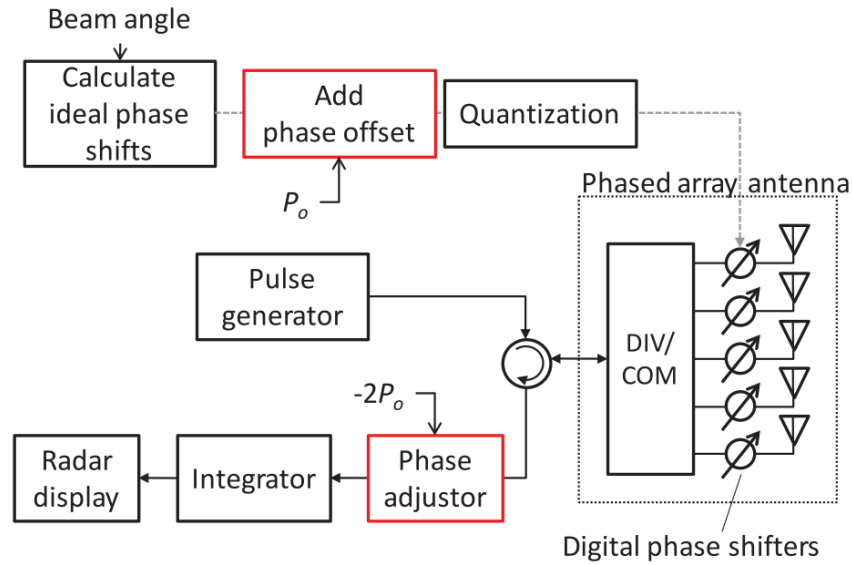 Beam angle
Calculate
ideal phase
shifts
Add
phase offset
Quantization
Pₒ
Phased array antenna
Pulse
generator
DIV/
COM
-2Pₒ
Radar
display
Integrator
Phase
adjustor
Digital phase shifters